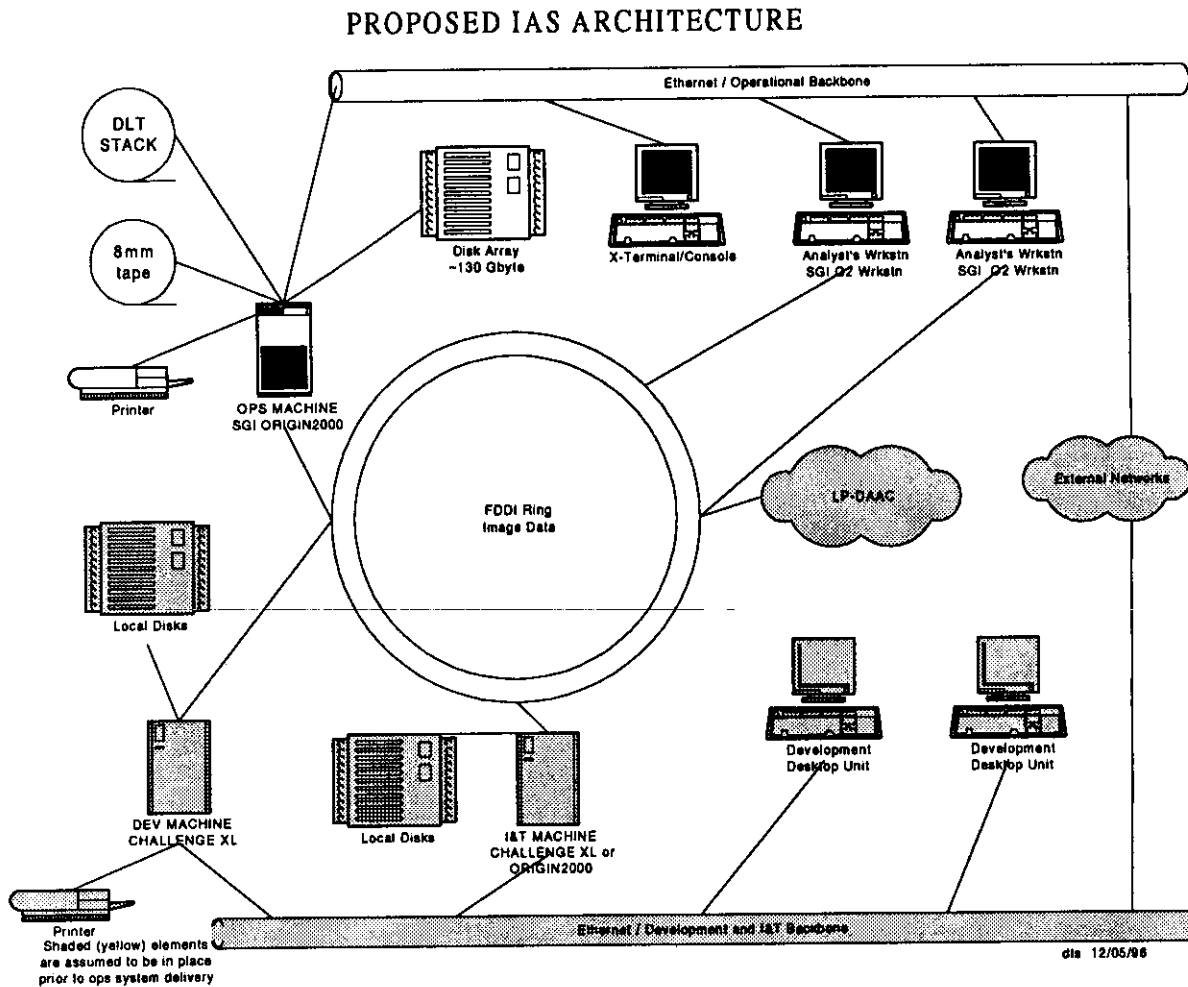 PROPOSED IAS ARCHITECTURE
Ethernet / Operational Backbone
DLT
STACK
8mm
tape
Disk Array
~130 Gbyte
X-Terminal/Console
Analyst's Wrkstn
SGI O2 Wrkstn
Analyst's Wrkstn
SGI O2 Wrkstn
Printer
OPS MACHINE
SGI ORIGIN2000
FDDI Ring
Image Data
LP-DAAC
External Networks
Local Disks
Development
Desktop Unit
Development
Desktop Unit
DEV MACHINE
CHALLENGE XL
Local Disks
I&T MACHINE
CHALLENGE XL or
ORIGIN2000
Printer
Shaded (yellow) elements
are assumed to be in place
prior to ops system delivery
Ethernet / Development and I&T Backbone
dls 12/05/96